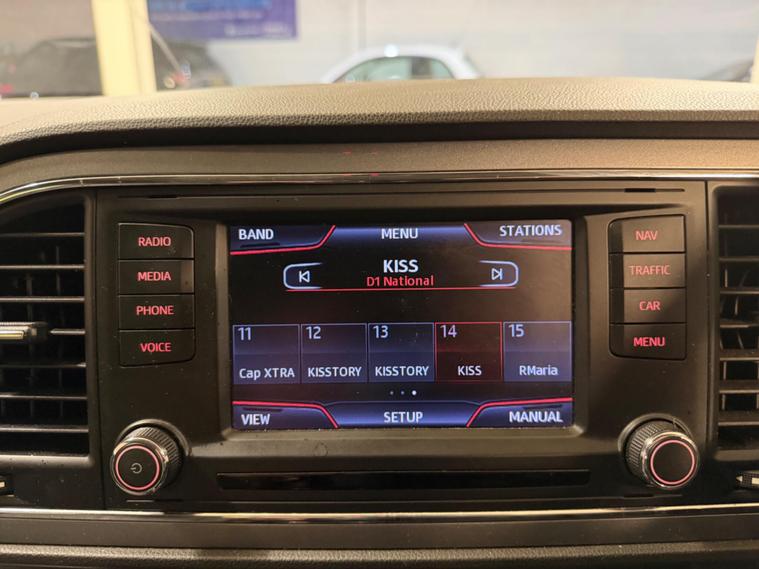 RADIO
MEDIA
PHONE
VOICE
BAND MENU STATIONS
KISS
D1 National
11 12 13 14 15
Cap XTRA KISSTORY KISSTORY KISS RMaria
VIEW SETUP MANUAL
NAV
TRAFFIC
CAR
MENU